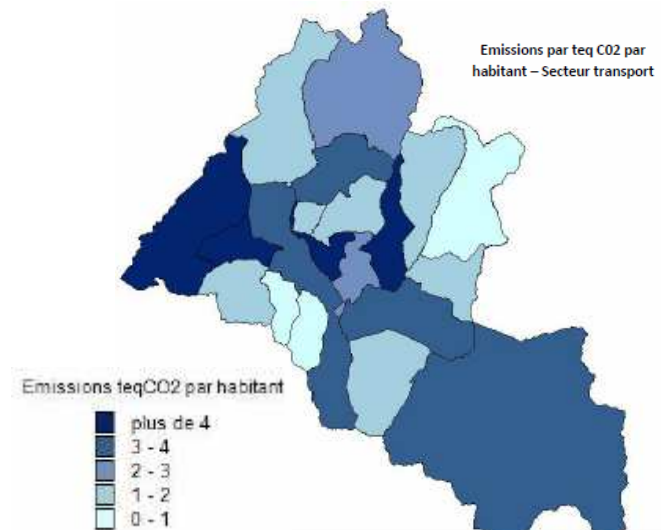 Emissions par teq C02 par
habitant – Secteur transport
Emissions teqCO2 par habitant
plus de 4
3 - 4
2 - 3
1 - 2
0 - 1